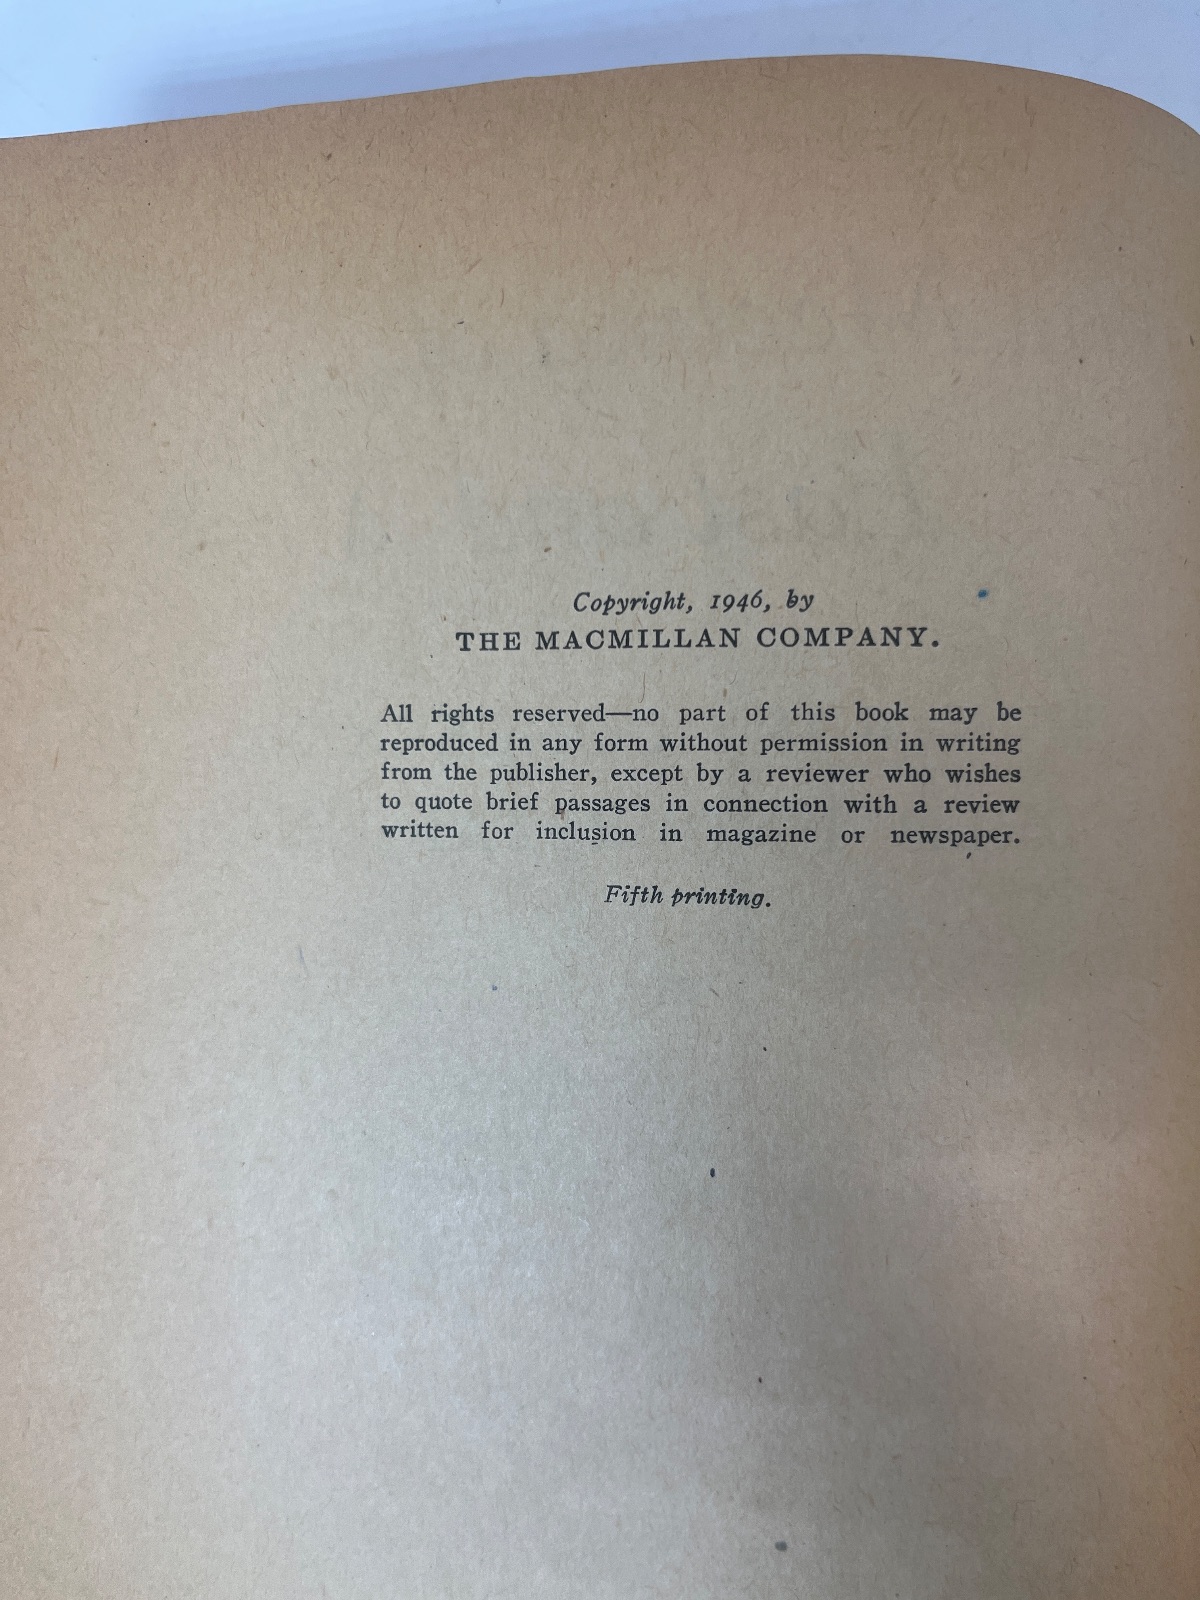 Copyright, 1946, by
THE MACMILLAN COMPANY.
All rights reserved—no part of this book may be
reproduced in any form without permission in writing
from the publisher, except by a reviewer who wishes
to quote brief passages in connection with a review
written for inclusion in magazine or newspaper.
Fifth printing.